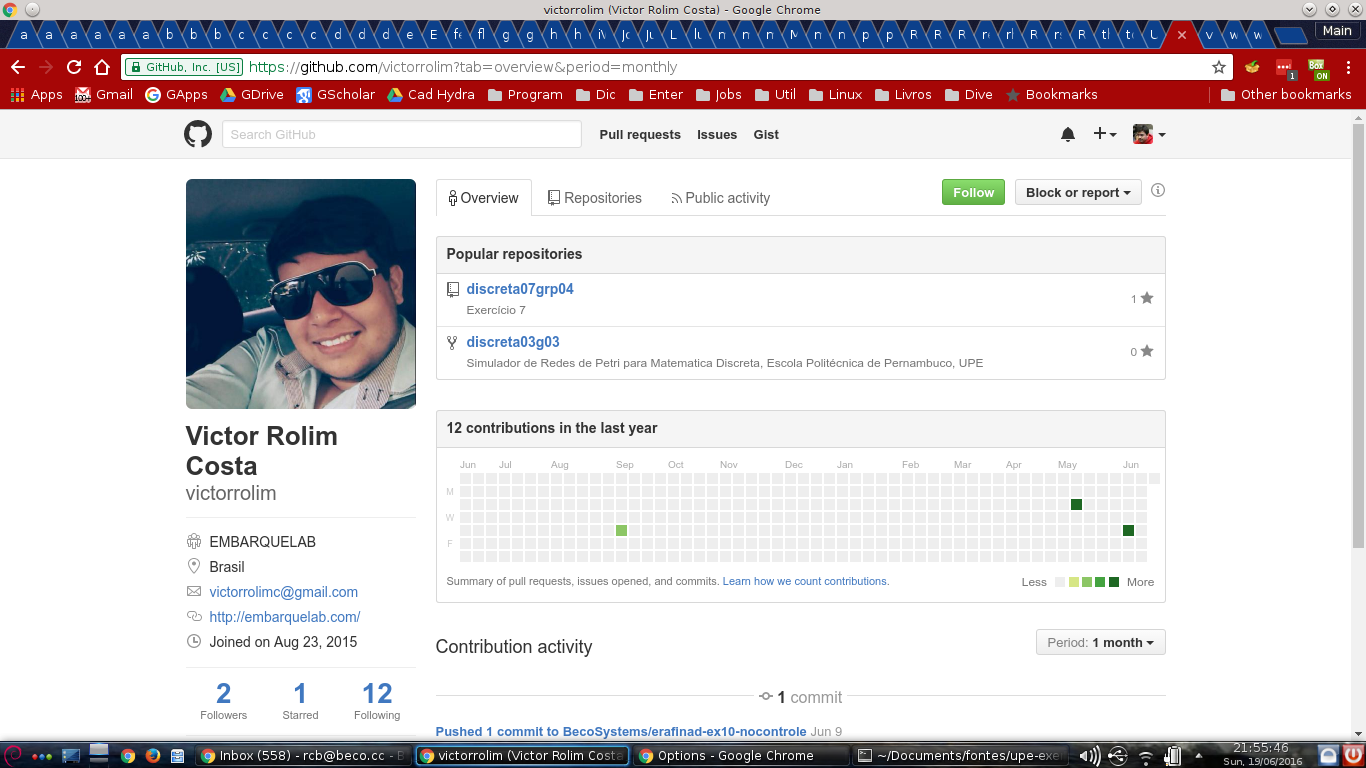 victorrolim (Victor Rolim Costa) - Google Chrome
a a a a a a b b b c c c c d d d e E fe fl g g h h Jc L lu n n n n p p R R R R th U v w w Main
GitHub, Inc. [US] https://github.com/victorrolim?tab=overview&period=monthly 1 ON
Apps Gmail GApps GDrive GScholar Cad Hydra Program Dic Enter Jobs Util Linux Livros Dive Bookmarks Other bookmarks
Search GitHub Pull requests Issues Gist
Overview Repositories Public activity Follow Block or report
Popular repositories
discreta07grp04
Exercício 7
1
discreta03g03
Simulador de Redes de Petri para Matematica Discreta, Escola Politécnica de Pernambuco, UPE
0
Victor Rolim
Costa
victorrolim
EMBARQUELAB
Brasil
victorrolimc@gmail.com
http://embarquelab.com/
Joined on Aug 23, 2015
2 1 12
Followers Starred Following
12 contributions in the last year
Jun Jul Aug Sep Oct Nov Dec Jan Feb Mar Apr May Jun
M
W
F
Summary of pull requests, issues opened, and commits. Learn how we count contributions. Less More
Contribution activity Period: 1 month
1 commit
Pushed 1 commit to BecoSystems/erafinad-ex10-nocontrole Jun 9
Inbox (558) - rcb@beco.cc - B victorrolim (Victor Rolim Costa Options - Google Chrome ~/Documents/fontes/upe-exe 21:55:46
Sun, 19/06/2016